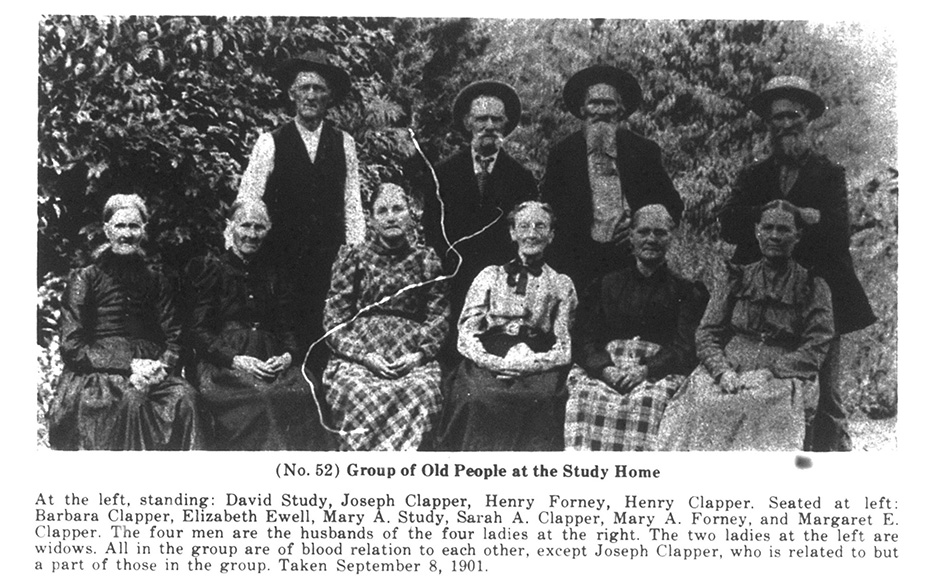 (No. 52) Group of Old People at the Study Home
At the left, standing: David Study, Joseph Clapper, Henry Forney, Henry Clapper. Seated at left:
Barbara Clapper, Elizabeth Ewell, Mary A. Study, Sarah A. Clapper, Mary A. Forney, and Margaret E.
Clapper. The four men are the husbands of the four ladies at the right. The two ladies at the left are
widows. All in the group are of blood relation to each other, except Joseph Clapper, who is related to but
a part of those in the group. Taken September 8, 1901.